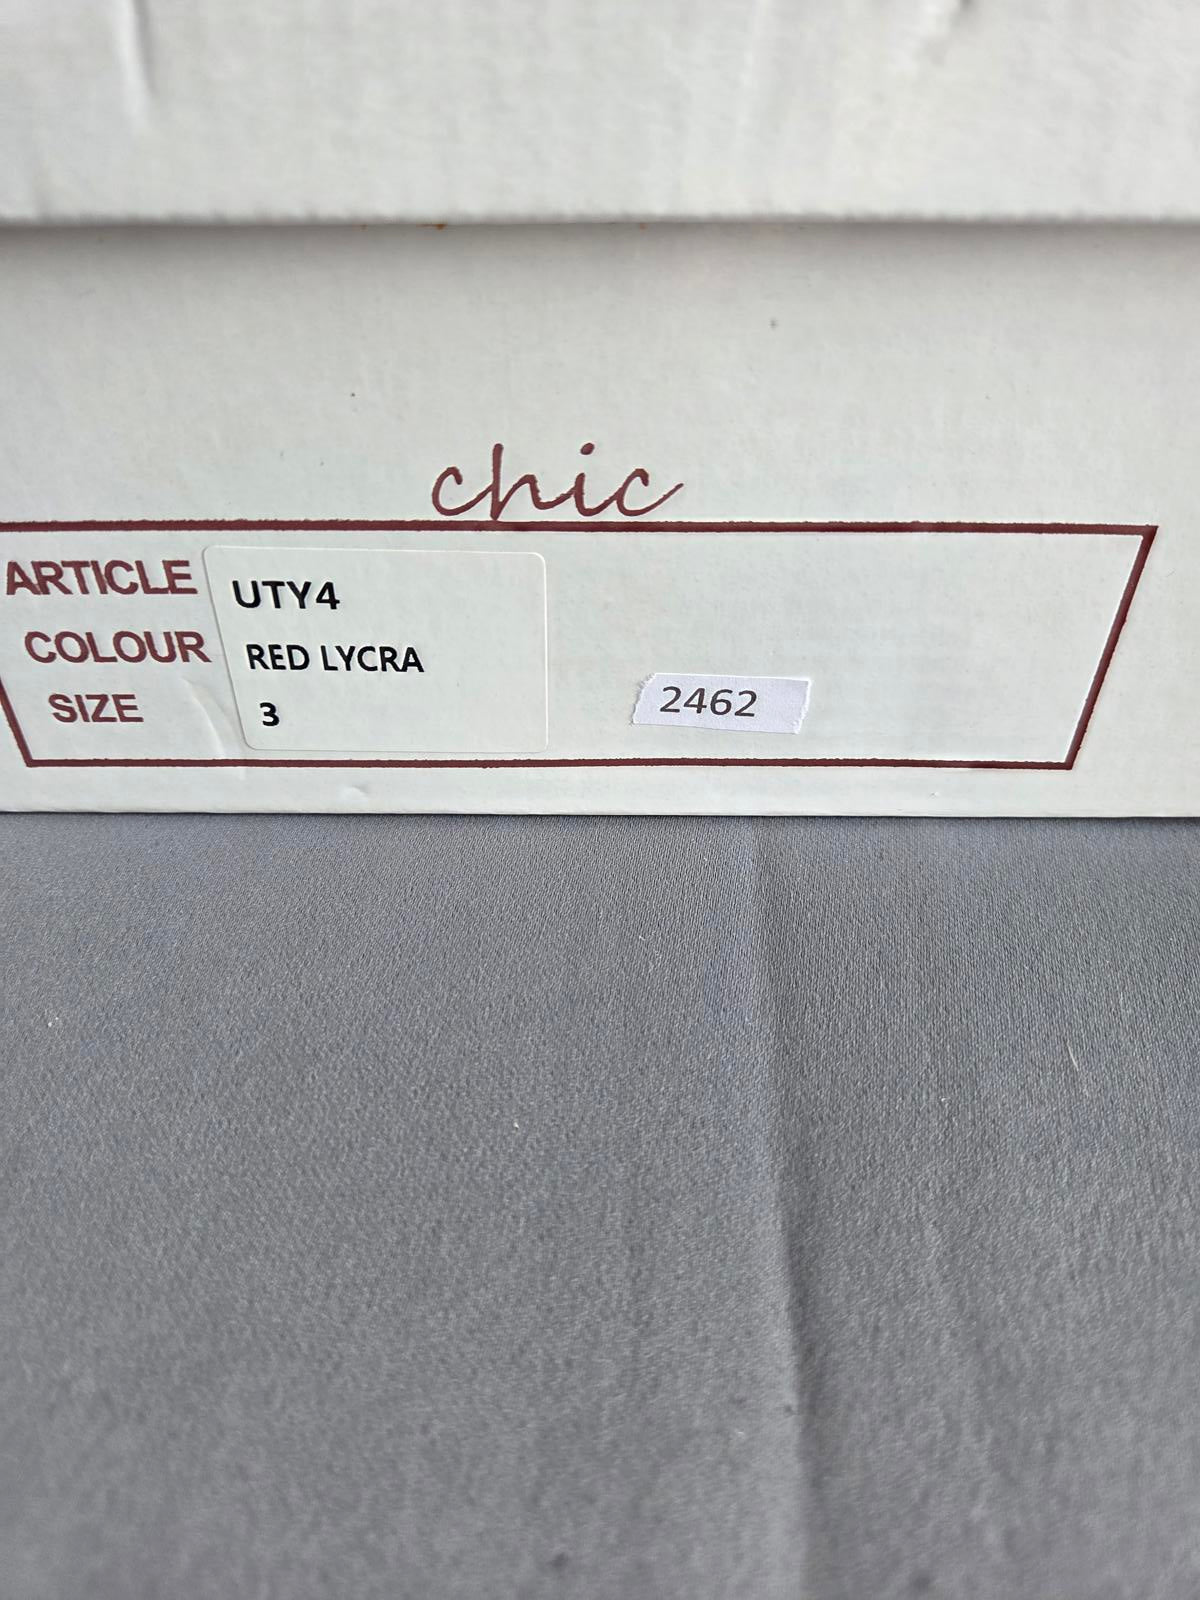 chic
ARTICLE UTY4
COLOUR RED LYCRA
SIZE 3
2462